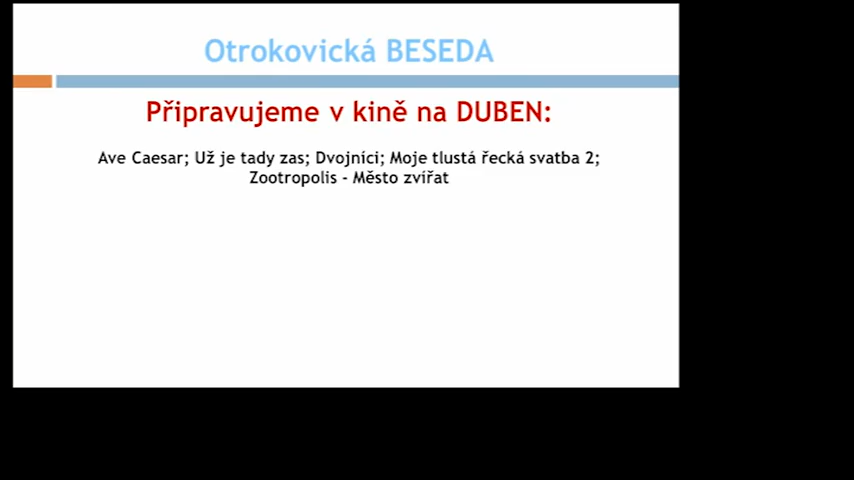 Otrokovická BESEDA
Připravujeme v kině na DUBEN:
Ave Caesar; Už je tady zas; Dvojníci; Moje tlustá řecká svatba 2;
Zootropolis - Město zvířat